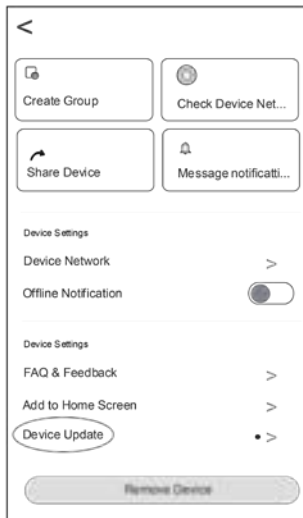 <
Create Group
Check Device Net...
Share Device
Message notificatti...
Device Settings
Device Network >
Offline Notification
Device Settings
FAQ & Feedback >
Add to Home Screen >
Device Update • >
Remove Device